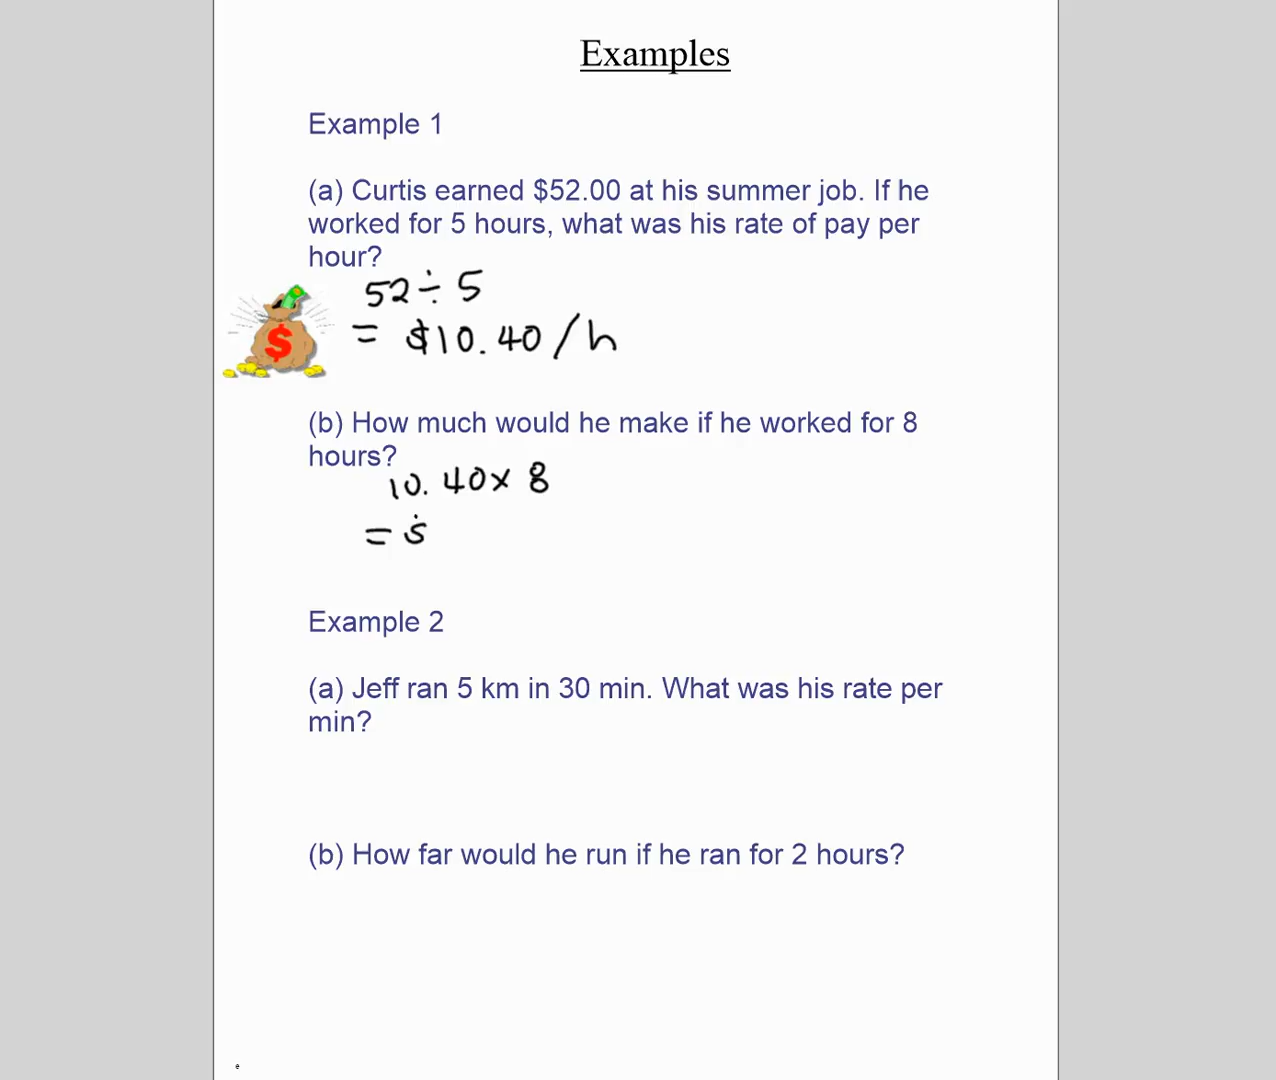 Examples
Example 1
(a) Curtis earned $52.00 at his summer job. If he
worked for 5 hours, what was his rate of pay per
hour?
52 ÷ 5
$
= $10.40 / h
(b) How much would he make if he worked for 8
hours?
10.40 x 8
= s
Example 2
(a) Jeff ran 5 km in 30 min. What was his rate per
min?
(b) How far would he run if he ran for 2 hours?
e